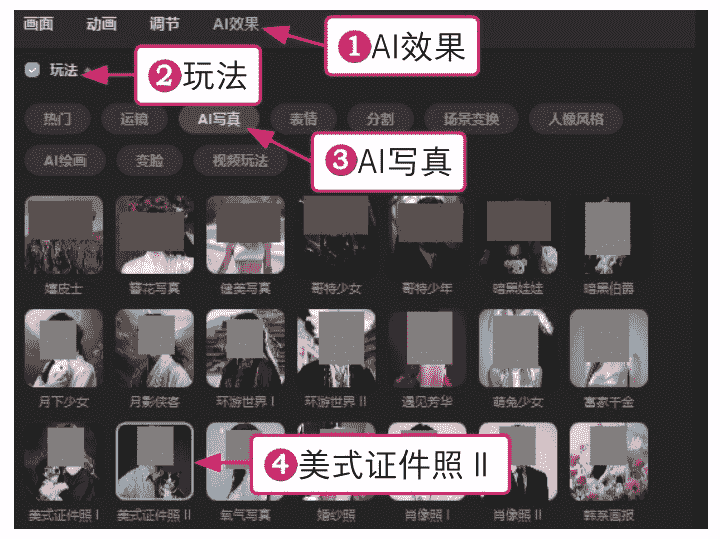 画面 动画 调节 AI效果
❶AI效果
玩法
❷玩法
热门 运镜 AI写真 表情 分割 场景变换 人像风格
❸AI写真
AI绘画 变脸 视频玩法
嬉皮士 簪花写真 健美写真 哥特少女 哥特少年 暗黑娃娃 暗黑伯爵
月下少女 月影侠客 环游世界 I 环游世界 II 遇见芳华 萌兔少女 富家千金
❹美式证件照 II
美式证件照 I 美式证件照 II 氧气写真 婚纱照 肖像照 I 肖像照 II 韩系画报